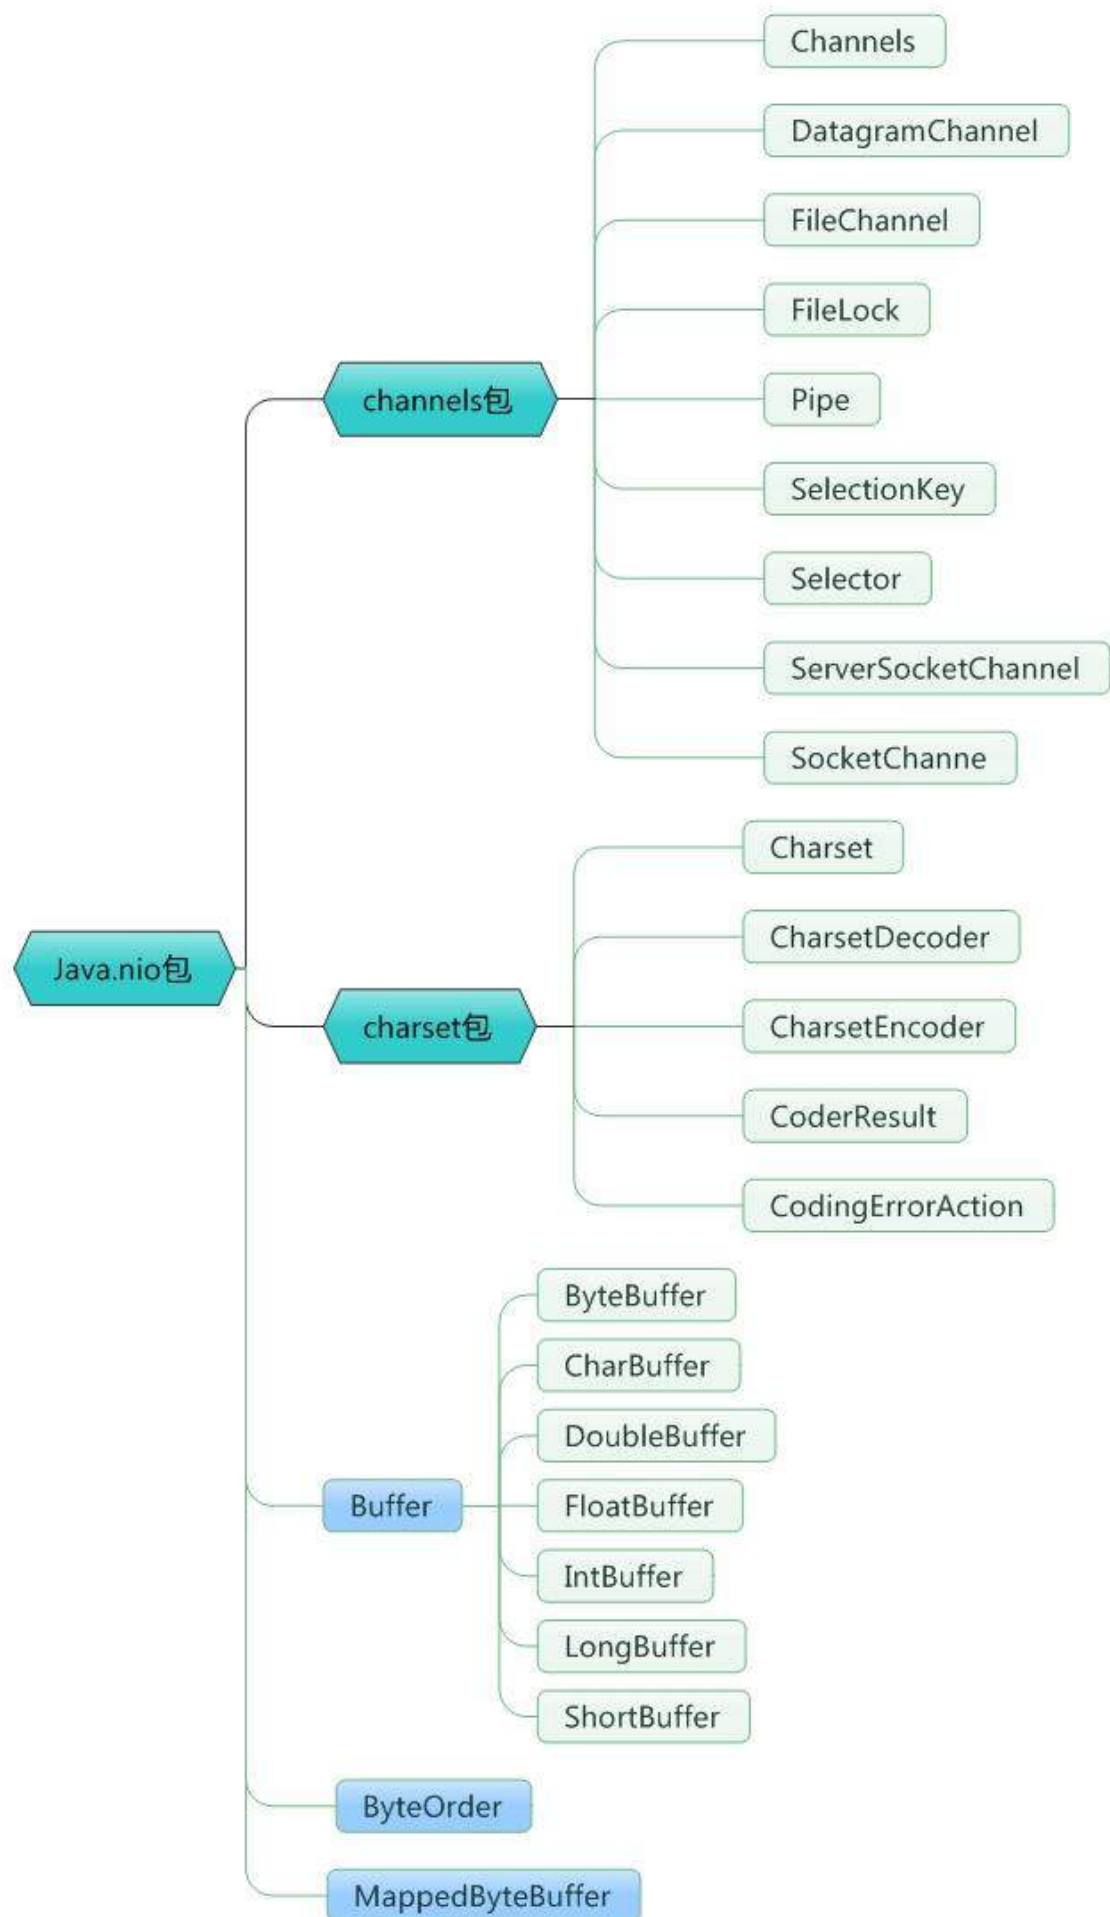 Channels
DatagramChannel
FileChannel
FileLock
channels包
Pipe
SelectionKey
Selector
ServerSocketChannel
SocketChanne
Charset
CharsetDecoder
Java.nio包
charset包
CharsetEncoder
CoderResult
CodingErrorAction
ByteBuffer
CharBuffer
DoubleBuffer
Buffer
FloatBuffer
IntBuffer
LongBuffer
ShortBuffer
ByteOrder
MappedByteBuffer